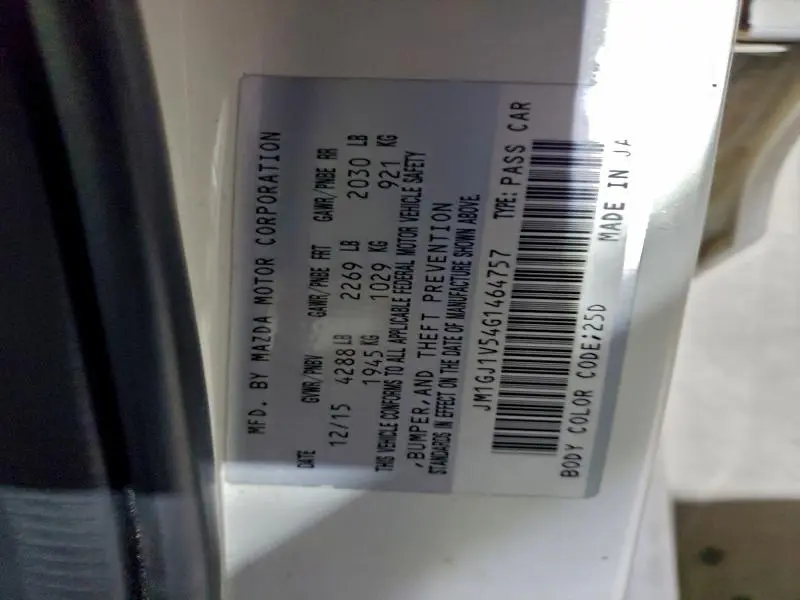 MFD. BY MAZDA MOTOR CORPORATION
DATE GVWR/PNBV GAWR/PNBE FRT GAWR/PNBE RR
12/15 4288 LB 2269 LB 2030 LB
1945 KG 1029 KG 921 KG
THIS VEHICLE CONFORMS TO ALL APPLICABLE FEDERAL MOTOR VEHICLE SAFETY
,BUMPER,AND THEFT PREVENTION
STANDARDS IN EFFECT ON THE DATE OF MANUFACTURE SHOWN ABOVE.
JM1GJ1V54G1464757 TYPE: PASS CAR
BODY COLOR CODE;25D MADE IN JA